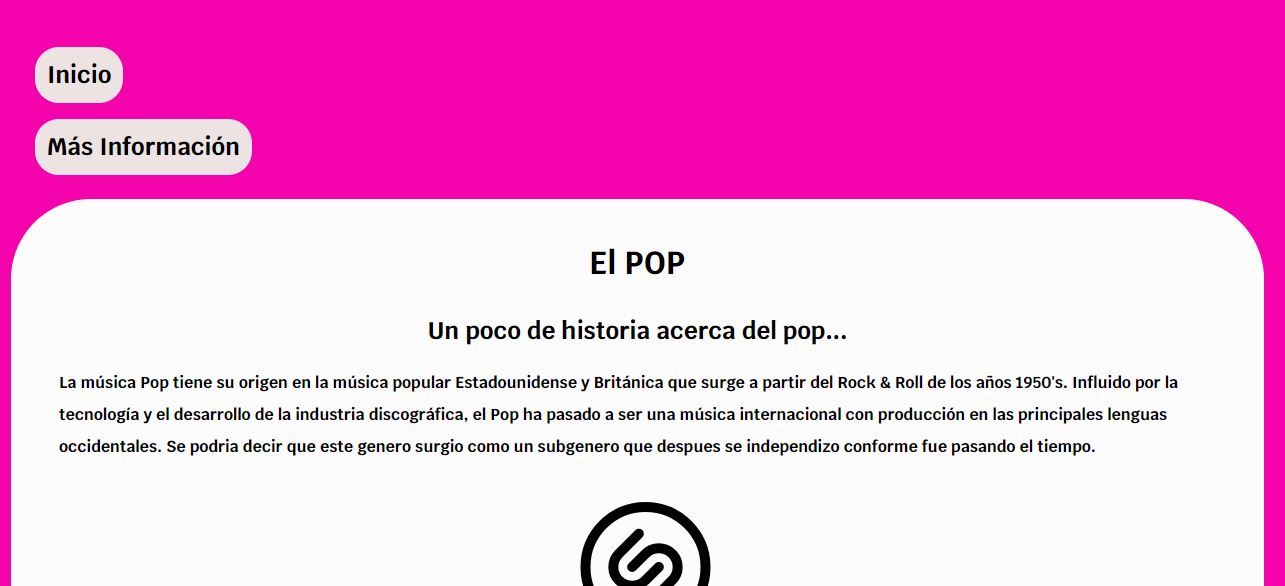 Inicio
Más Información
El POP
Un poco de historia acerca del pop...
La música Pop tiene su origen en la música popular Estadounidense y Británica que surge a partir del Rock & Roll de los años 1950's. Influido por la
tecnología y el desarrollo de la industria discográfica, el Pop ha pasado a ser una música internacional con producción en las principales lenguas
occidentales. Se podria decir que este genero surgio como un subgenero que despues se independizo conforme fue pasando el tiempo.